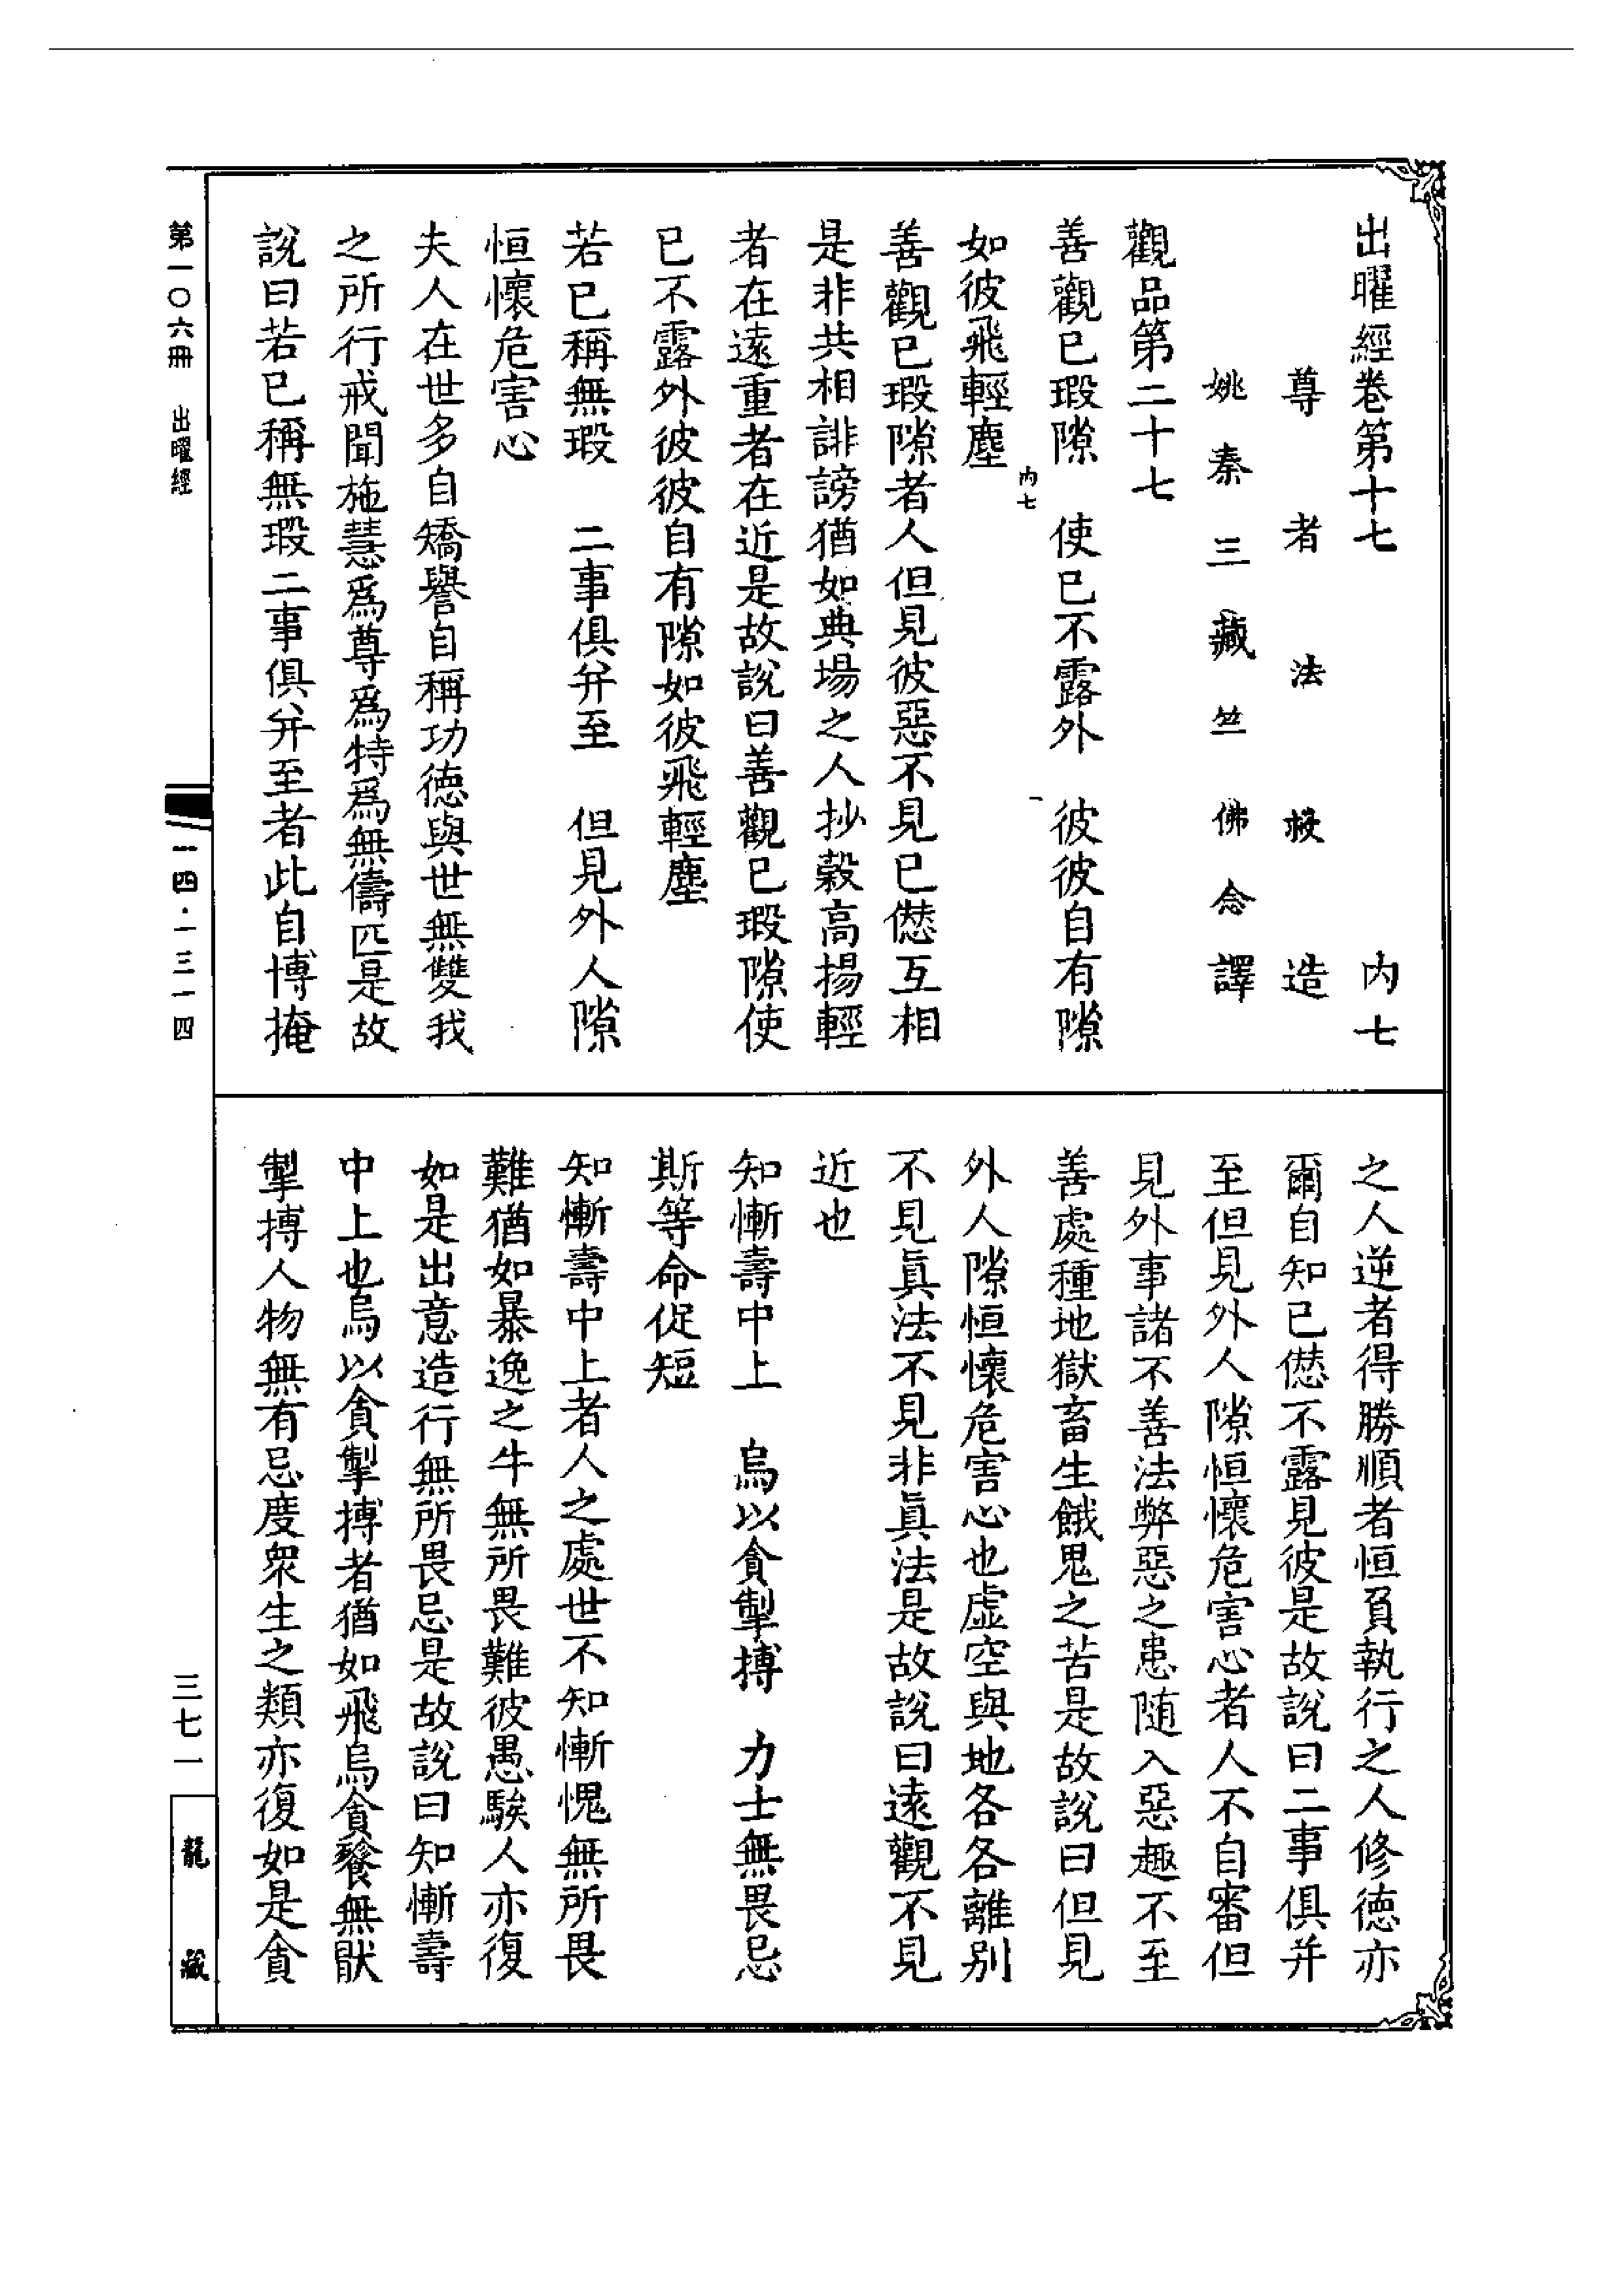 出曜經卷第十七　　　　　　　　內七
尊者法救造
姚秦三藏竺佛念譯
觀品第二十七
善觀已瑕隙　使已不露外　彼彼自有隙
內七　　一
如彼飛輕塵
善觀已瑕隙者人但見彼惡不見已愆互相
是非共相誹謗猶如典場之人抄穀高揚輕
者在遠重者在近是故說曰善觀已瑕隙使
已不露外彼彼自有隙如彼飛輕塵
若已稱無瑕　二事俱并至　但見外人隙
恒懷危害心
夫人在世多自矯譽自稱功德與世無雙我
之所行戒聞施慧爲尊爲特爲無儔匹是故
說曰若已稱無瑕二事俱并至者此自博掩
之人逆者得勝順者恒負執行之人修德亦
爾自知已愆不露見彼是故說曰二事俱并
至但見外人隙恒懷危害心者人不自審但
見外事諸不善法弊惡之患随入惡趣不至
善處種地獄畜生餓鬼之苦是故說曰但見
外人隙恒懷危害心也虛空與地各各離別
不見眞法不見非眞法是故說曰遠觀不見
近也
知慚壽中上　烏以貪掣搏　力士無畏忌
斯等命促短
知慚壽中上者人之處世不知慚愧無所畏
難猶如暴逸之牛無所畏難彼愚騃人亦復
如是出意造行無所畏忌是故說曰知慚壽
中上也烏以貪掣搏者猶如飛烏貪餮無猒
掣搏人物無有忌度衆生之類亦復如是貪
第一〇六冊　出曜經
一一四·一三一四
三七一
龍藏